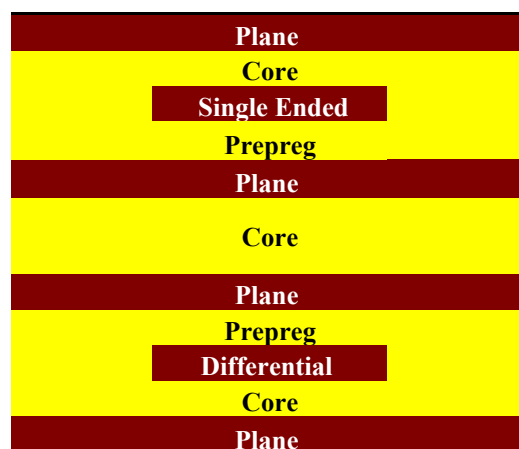 Plane
Core
Single Ended
Prepreg
Plane
Core
Plane
Prepreg
Differential
Core
Plane